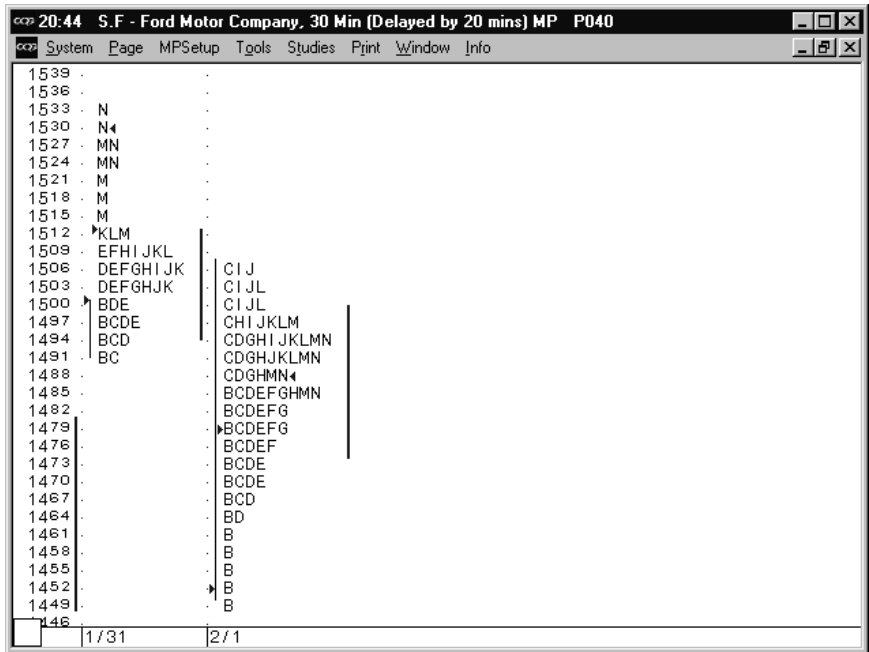 CQG 20:44 S.F - Ford Motor Company, 30 Min (Delayed by 20 mins) MP P040
CQG System Page MPSetup Tools Studies Print Window Info
1539
1536
1533 N
1530 N
1527 MN
1524 MN
1521 M
1518 M
1515 M
1512 KLM
1509 EFHIJKL
1506 DEFGHIJK CIJ
1503 DEFGHJK CIJL
1500 BDE CIJL
1497 BCDE CHIJKLM
1494 BCD CDGHIJKLMN
1491 BC CDGHJKLMN
1488 CDGHMN
1485 BCDEFGHMN
1482 BCDEFG
1479 BCDEFG
1476 BCDEF
1473 BCDE
1470 BCDE
1467 BCD
1464 BD
1461 B
1458 B
1455 B
1452 B
1449 B
446
1/31 2/1